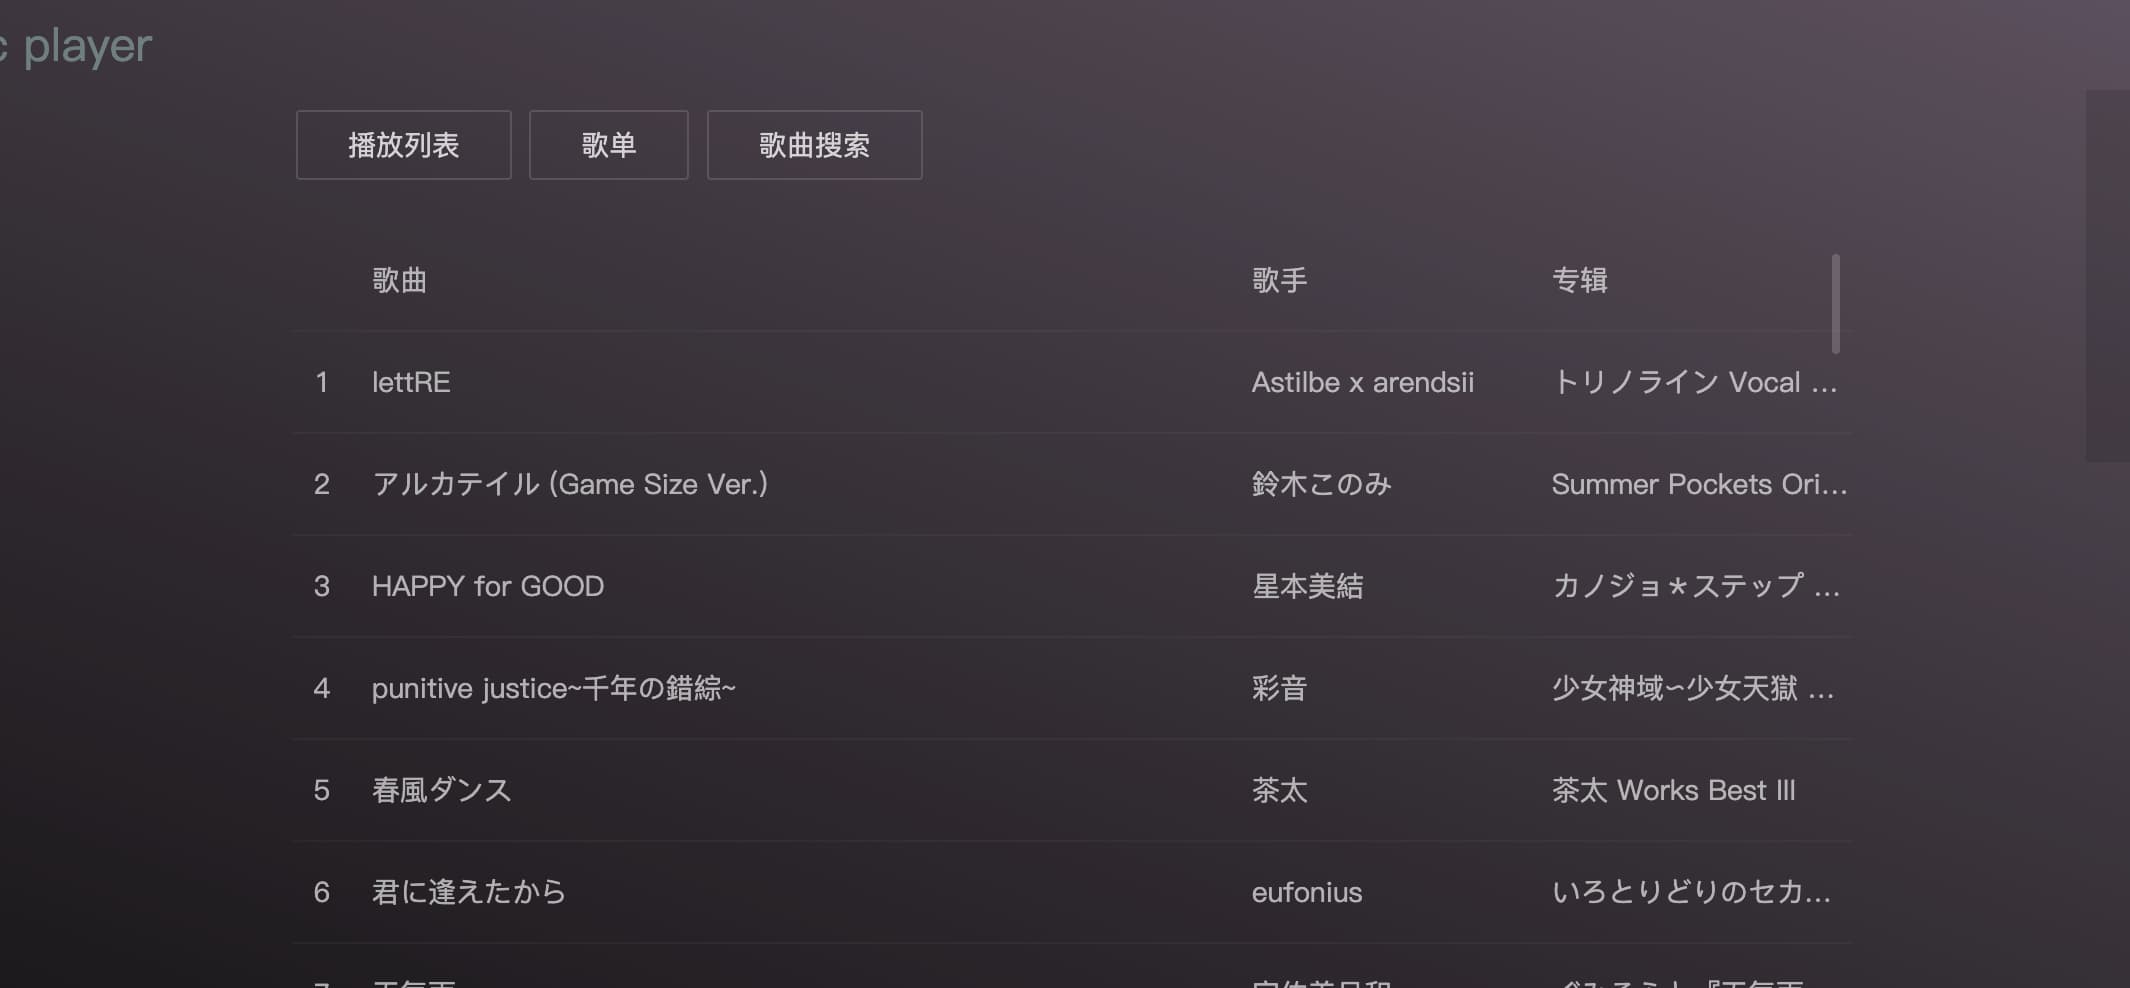 c player
播放列表 歌单 歌曲搜索
歌曲 歌手 专辑
1 lettRE Astilbe x arendsii トリノライン Vocal ...
2 アルカテイル (Game Size Ver.) 鈴木このみ Summer Pockets Ori...
3 HAPPY for GOOD 星本美結 カノジョ＊ステップ ...
4 punitive justice~千年の錯綜~ 彩音 少女神域∽少女天獄 ...
5 春風ダンス 茶太 茶太 Works Best III
6 君に逢えたから eufonius いろとりどりのセカ...
7